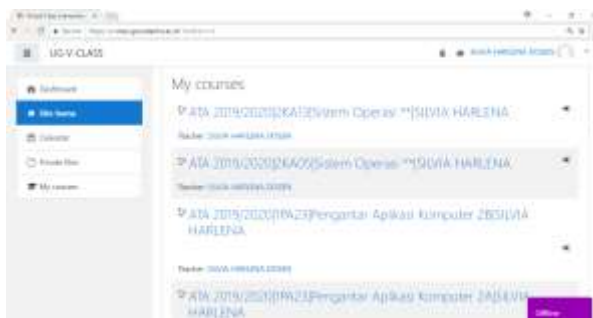 UG-V-CLASS
Dashboard
Site home
Calendar
Private files
My courses
My courses
ATA 2019/2020|2KA13|Sistem Operasi **|SILVIA HARLENA
Teacher: SILVIA HARLENA DOSEN
ATA 2019/2020|2KA05|Sistem Operasi **|SILVIA HARLENA
Teacher: SILVIA HARLENA DOSEN
ATA 2019/2020|1PA23|Pengantar Aplikasi Komputer 2B|SILVIA
HARLENA
Teacher: SILVIA HARLENA DOSEN
ATA 2019/2020|1PA23|Pengantar Aplikasi Komputer 2A|SILVIA
HARLENA
Offline